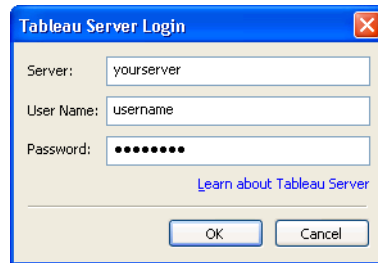 Tableau Server Login
Server: yourserver
User Name: username
Password: ●●●●●●●●
Learn about Tableau Server
OK Cancel